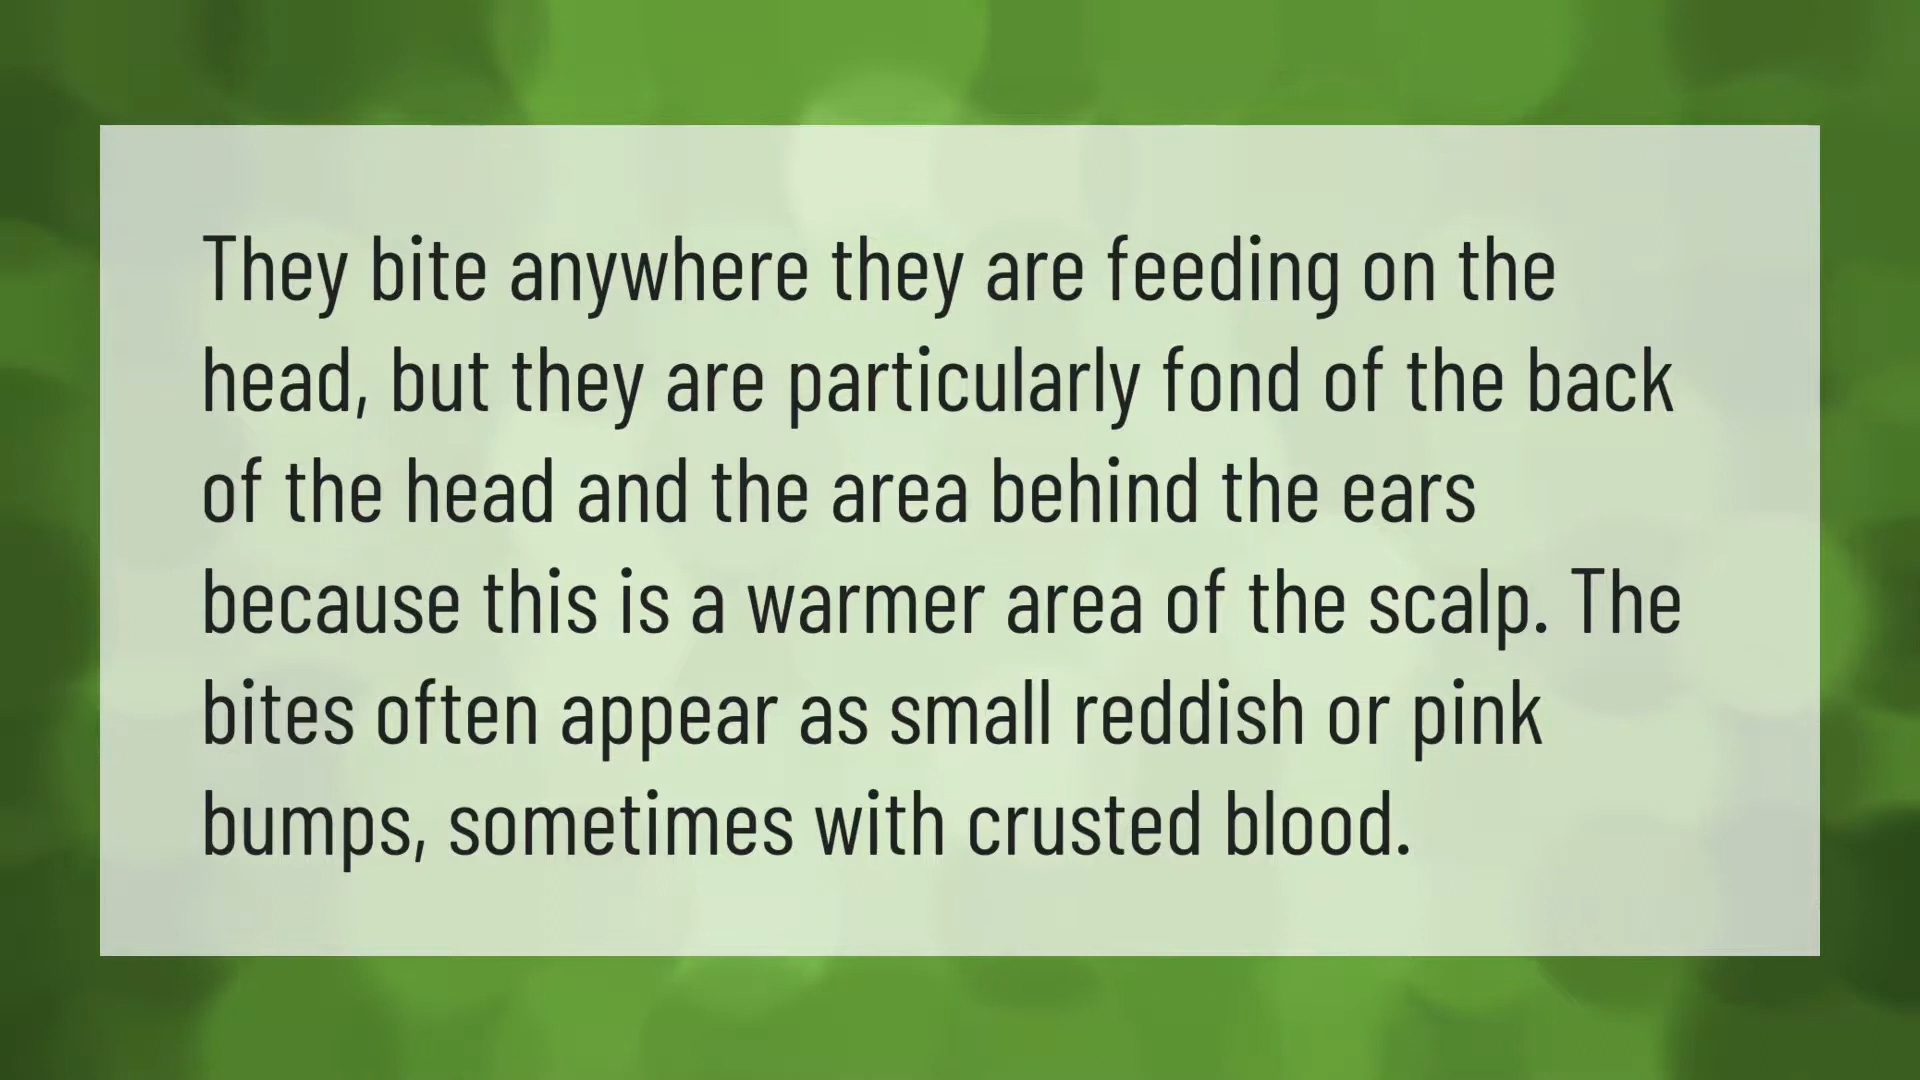 They bite anywhere they are feeding on the
head, but they are particularly fond of the back
of the head and the area behind the ears
because this is a warmer area of the scalp. The
bites often appear as small reddish or pink
bumps, sometimes with crusted blood.